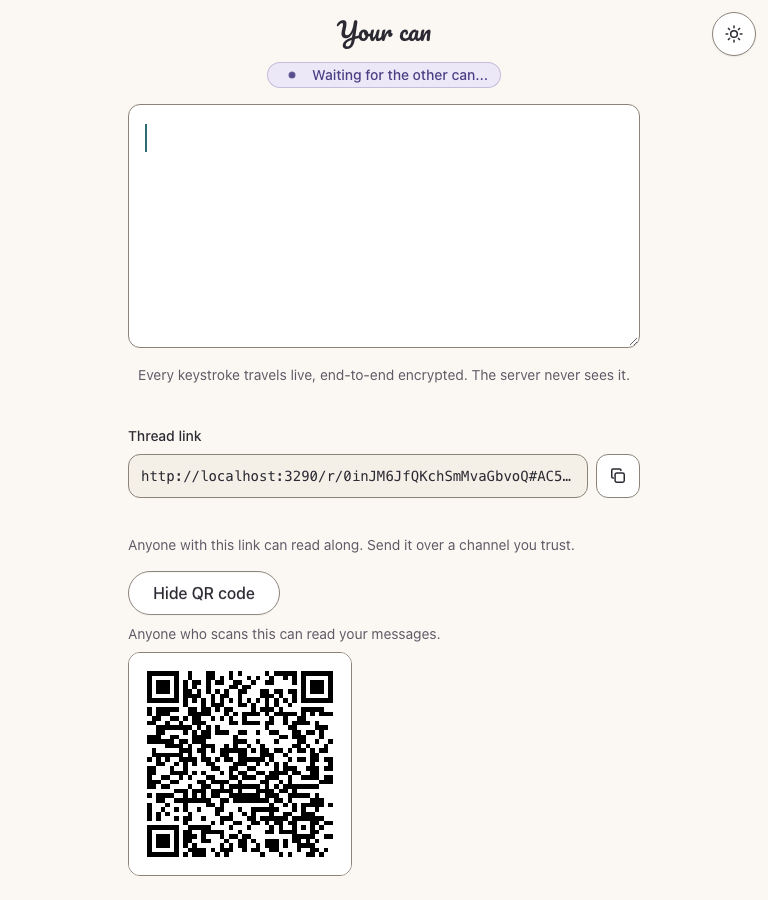 Your can
Waiting for the other can...
Every keystroke travels live, end-to-end encrypted. The server never sees it.
Thread link
http://localhost:3290/r/0inJM6JfQKchSmMvaGbvoQ#AC5…
Anyone with this link can read along. Send it over a channel you trust.
Hide QR code
Anyone who scans this can read your messages.